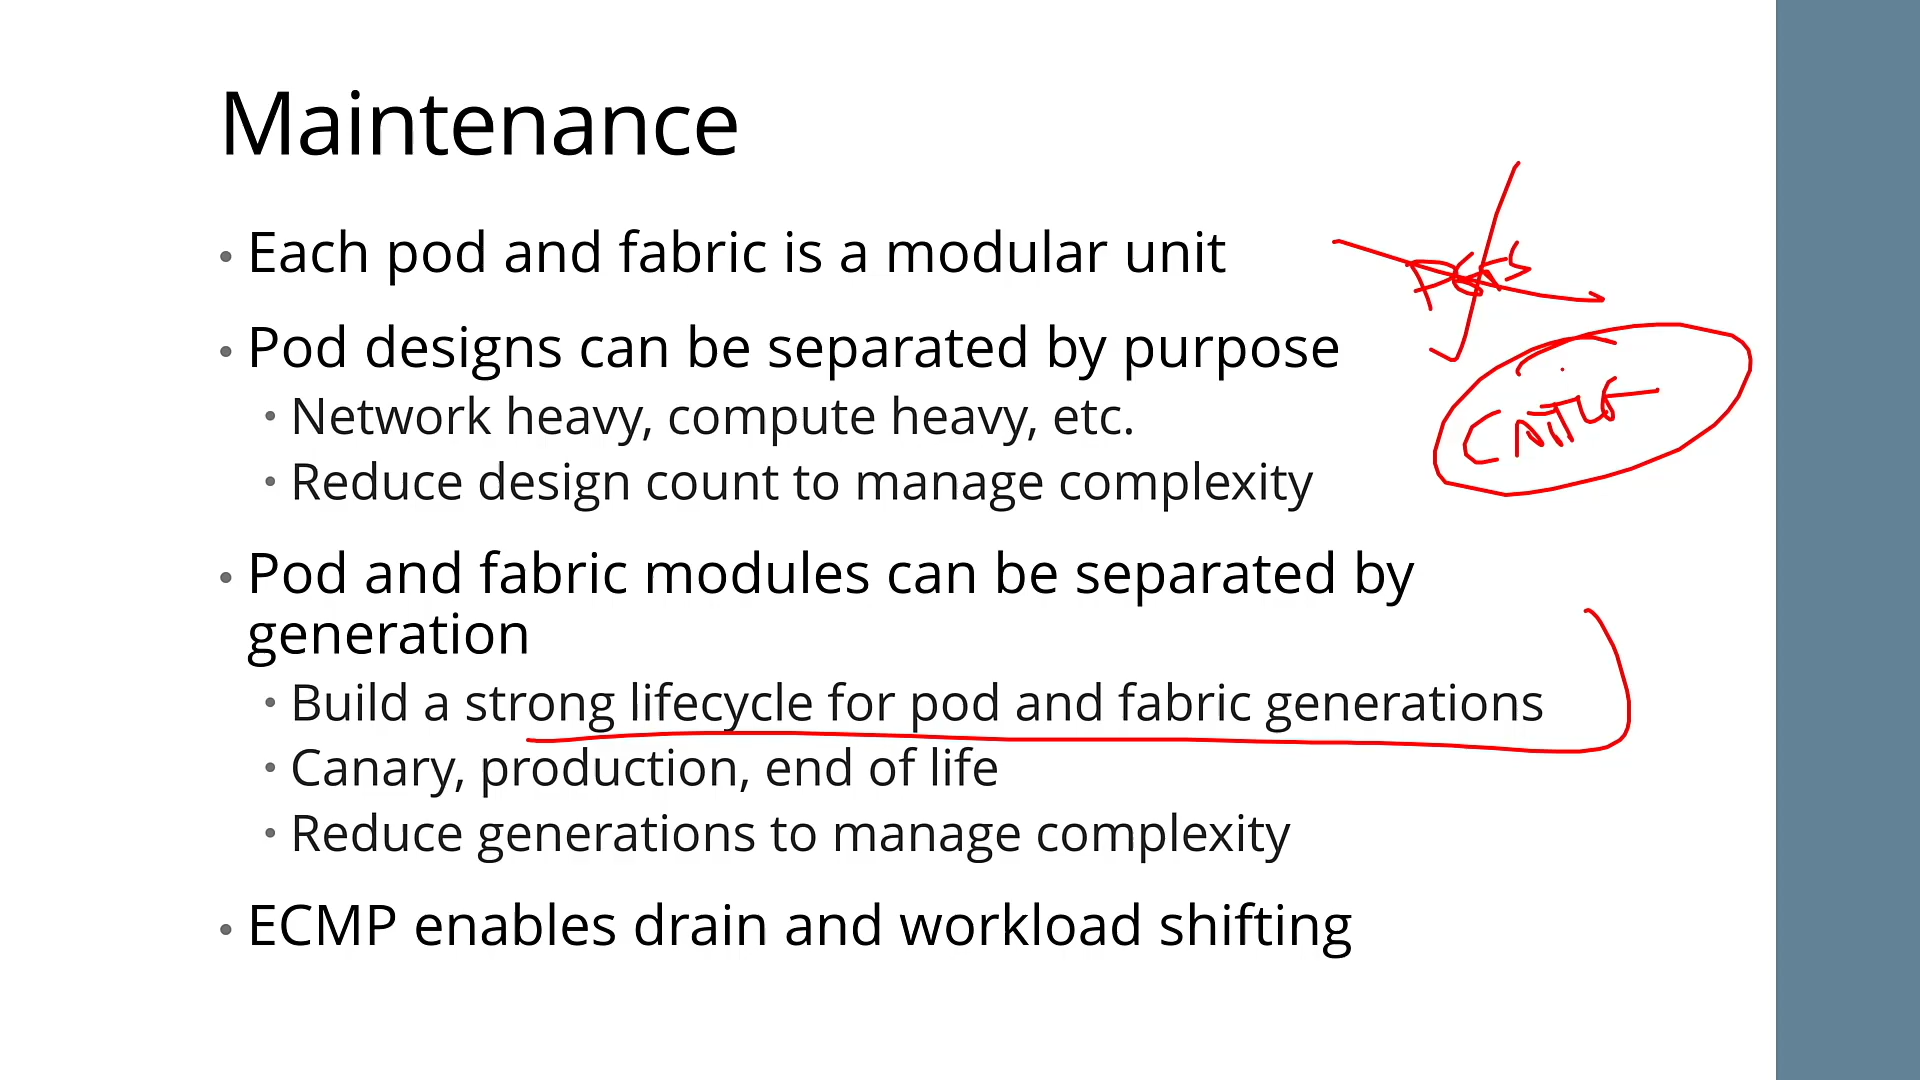 Maintenance
• Each pod and fabric is a modular unit
PETS
• Pod designs can be separated by purpose
• Network heavy, compute heavy, etc.
CATTLE
• Reduce design count to manage complexity
• Pod and fabric modules can be separated by
generation
• Build a strong lifecycle for pod and fabric generations
• Canary, production, end of life
• Reduce generations to manage complexity
• ECMP enables drain and workload shifting